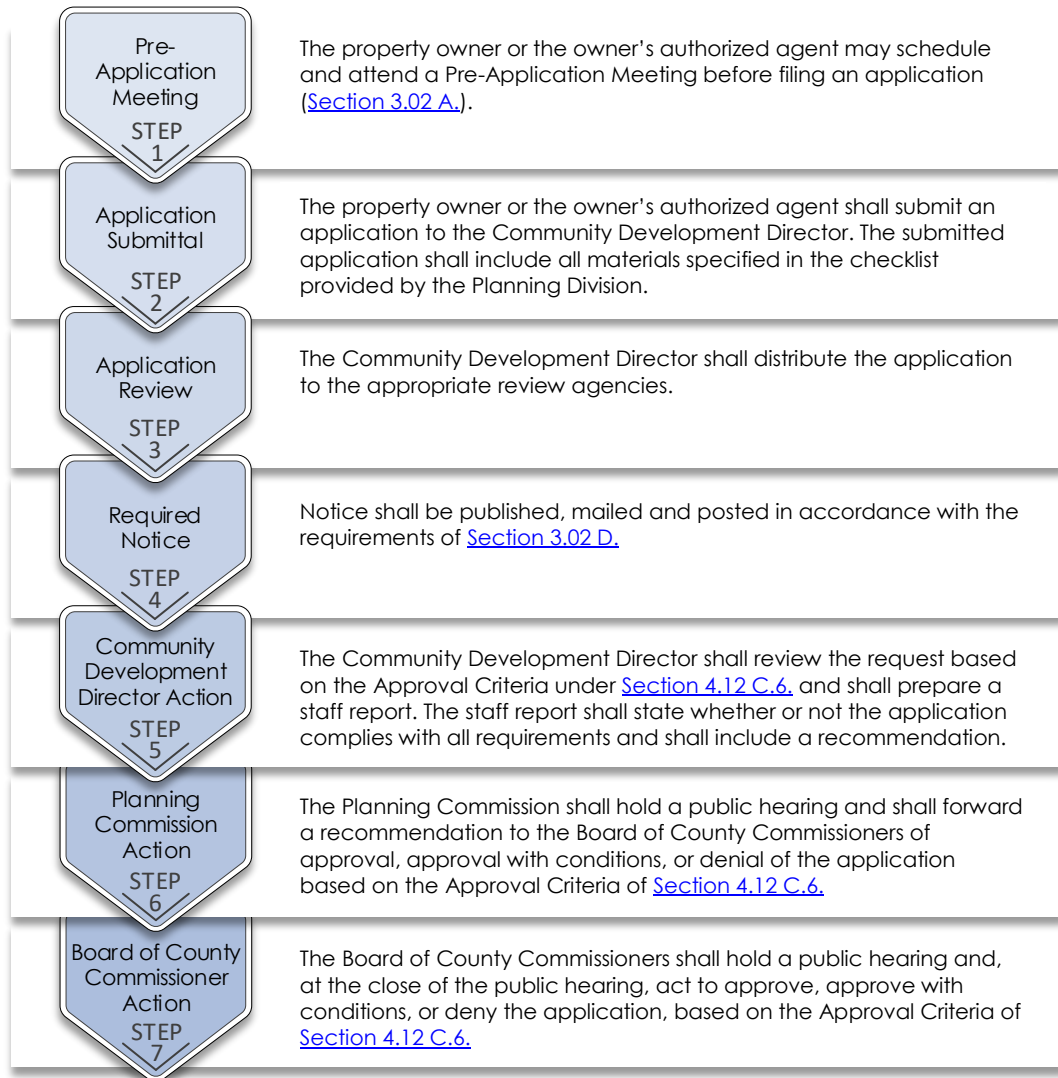 Pre-
Application
Meeting
STEP
1
The property owner or the owner’s authorized agent may schedule
and attend a Pre-Application Meeting before filing an application
(Section 3.02 A.).
Application
Submittal
STEP
2
The property owner or the owner’s authorized agent shall submit an
application to the Community Development Director. The submitted
application shall include all materials specified in the checklist
provided by the Planning Division.
Application
Review
STEP
3
The Community Development Director shall distribute the application
to the appropriate review agencies.
Required
Notice
STEP
4
Notice shall be published, mailed and posted in accordance with the
requirements of Section 3.02 D.
Community
Development
Director Action
STEP
5
The Community Development Director shall review the request based
on the Approval Criteria under Section 4.12 C.6. and shall prepare a
staff report. The staff report shall state whether or not the application
complies with all requirements and shall include a recommendation.
Planning
Commission
Action
STEP
6
The Planning Commission shall hold a public hearing and shall forward
a recommendation to the Board of County Commissioners of
approval, approval with conditions, or denial of the application
based on the Approval Criteria of Section 4.12 C.6.
Board of County
Commissioner
Action
STEP
7
The Board of County Commissioners shall hold a public hearing and,
at the close of the public hearing, act to approve, approve with
conditions, or deny the application, based on the Approval Criteria of
Section 4.12 C.6.